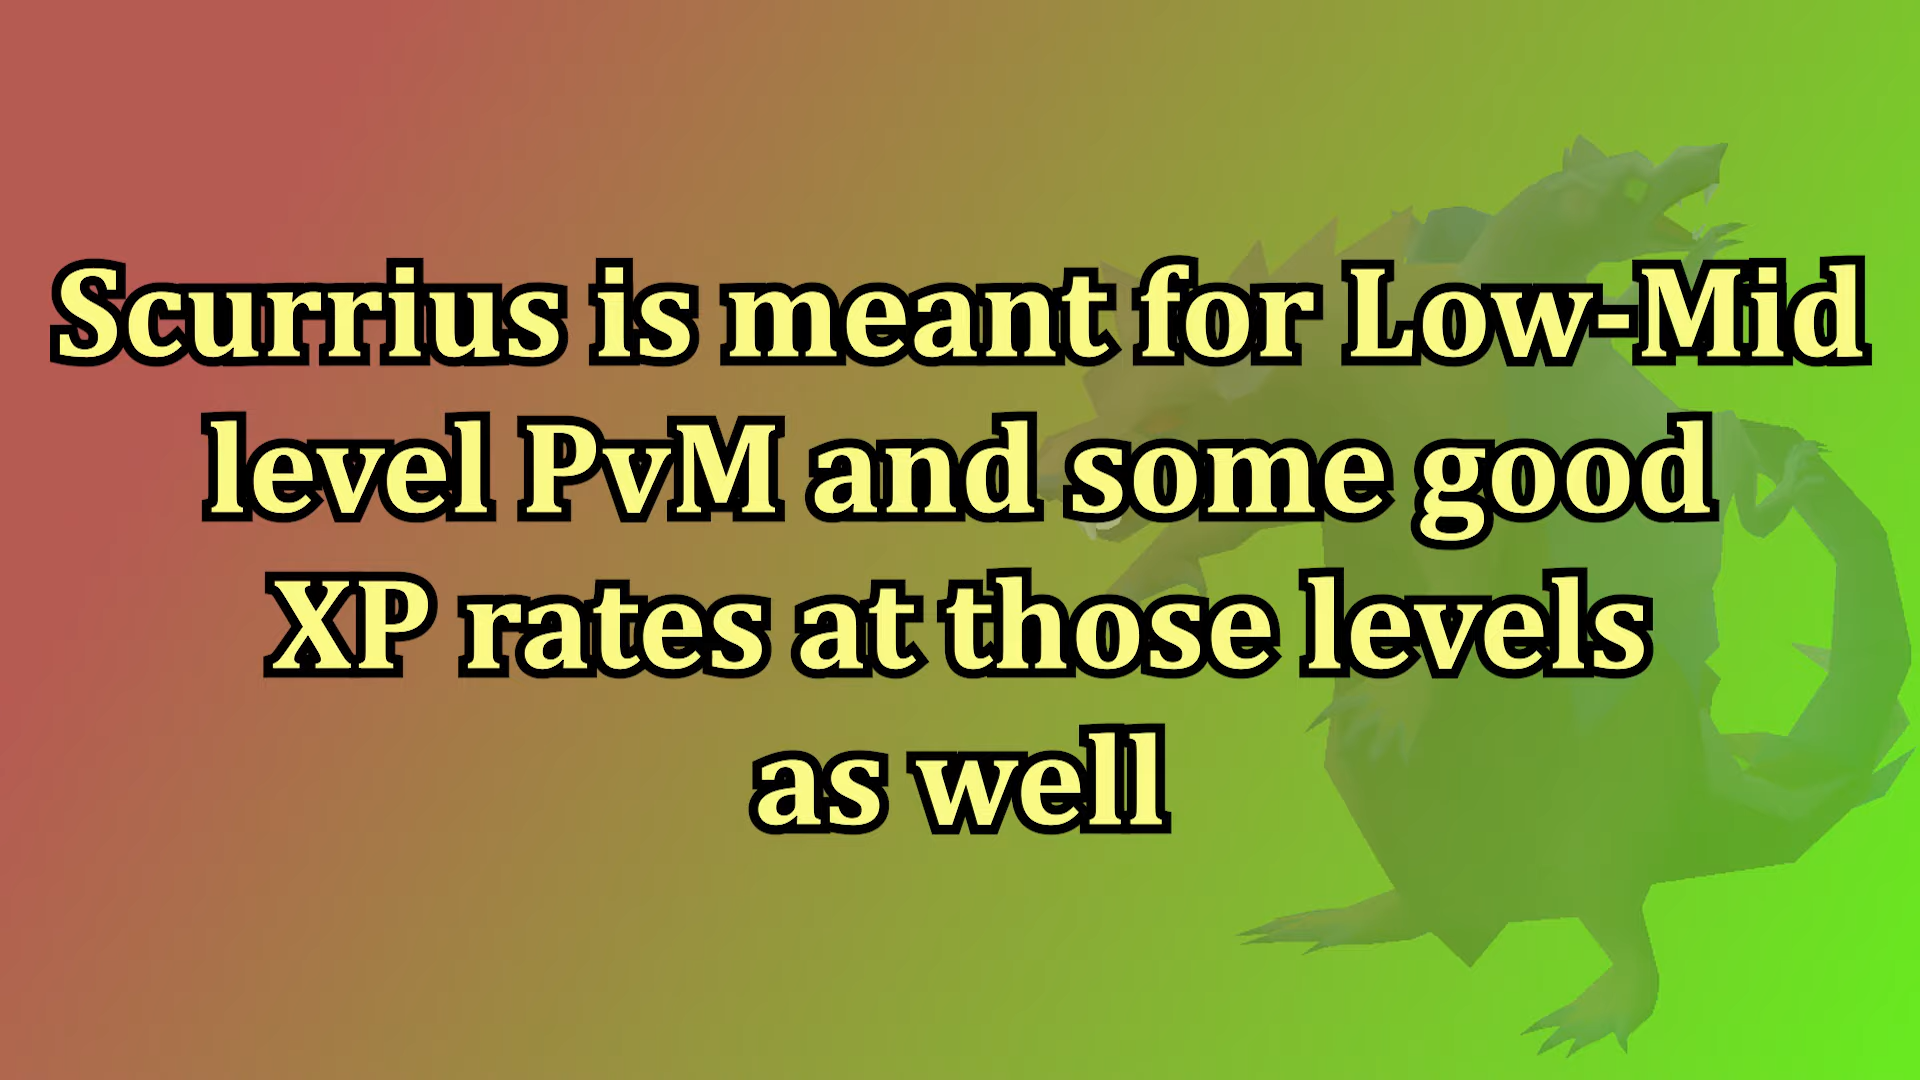 Scurrius is meant for Low-Mid
level PvM and some good
XP rates at those levels
as well